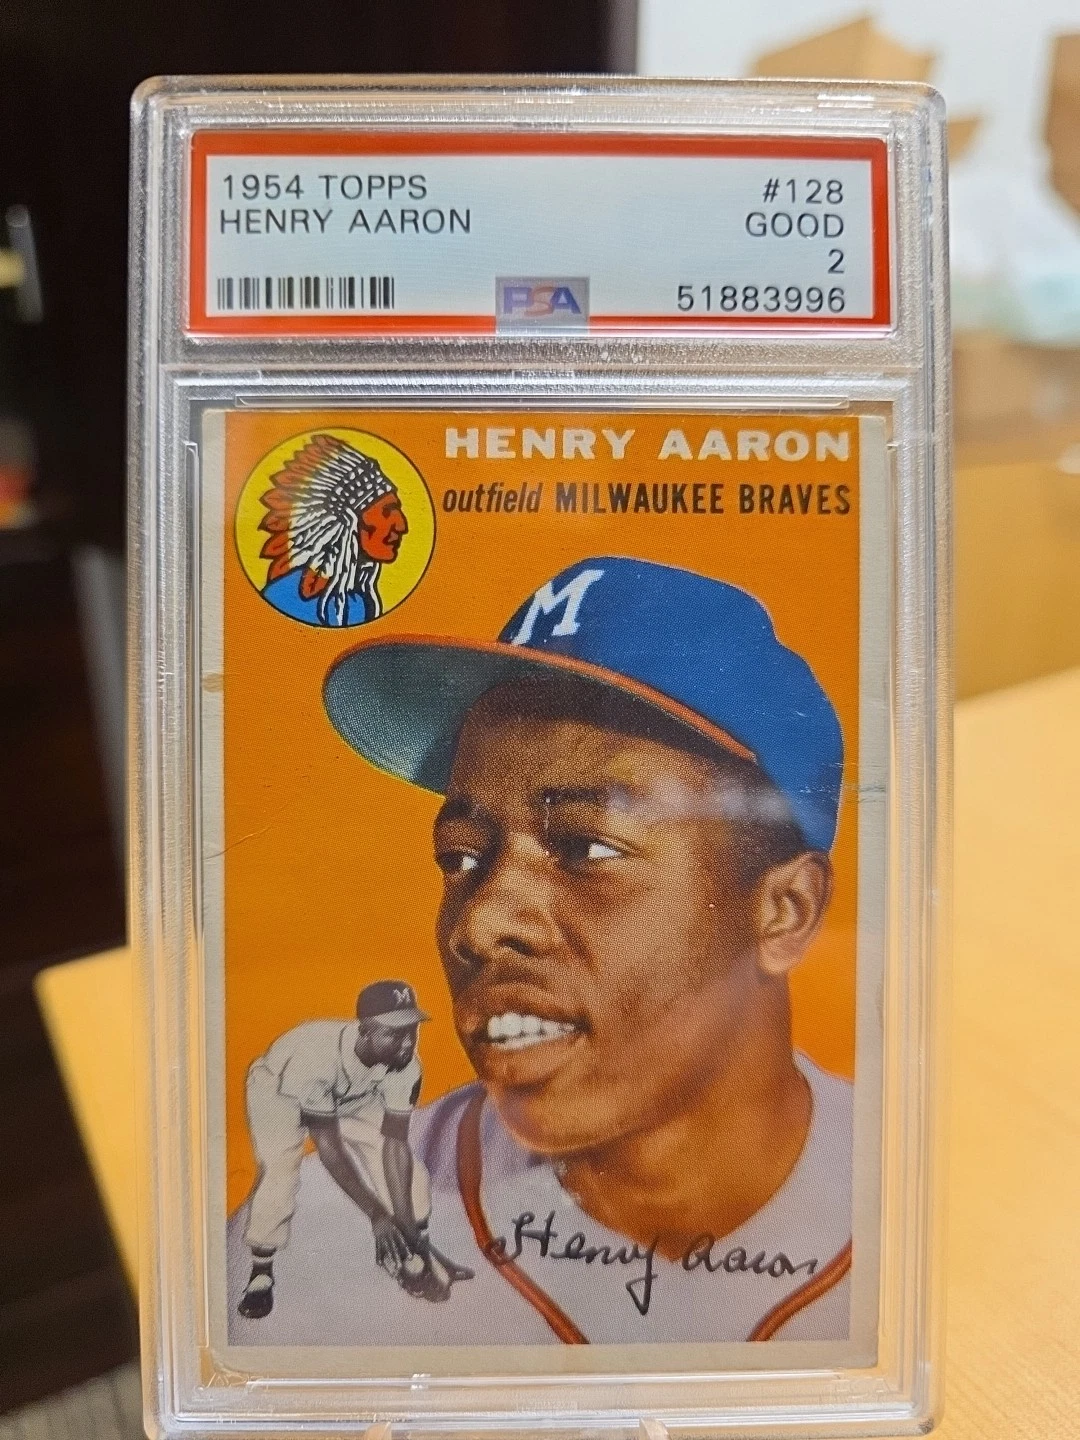 1954 TOPPS #128
HENRY AARON GOOD
2
PSA 51883996
HENRY AARON
outfield MILWAUKEE BRAVES
M
M
Henry Aaron